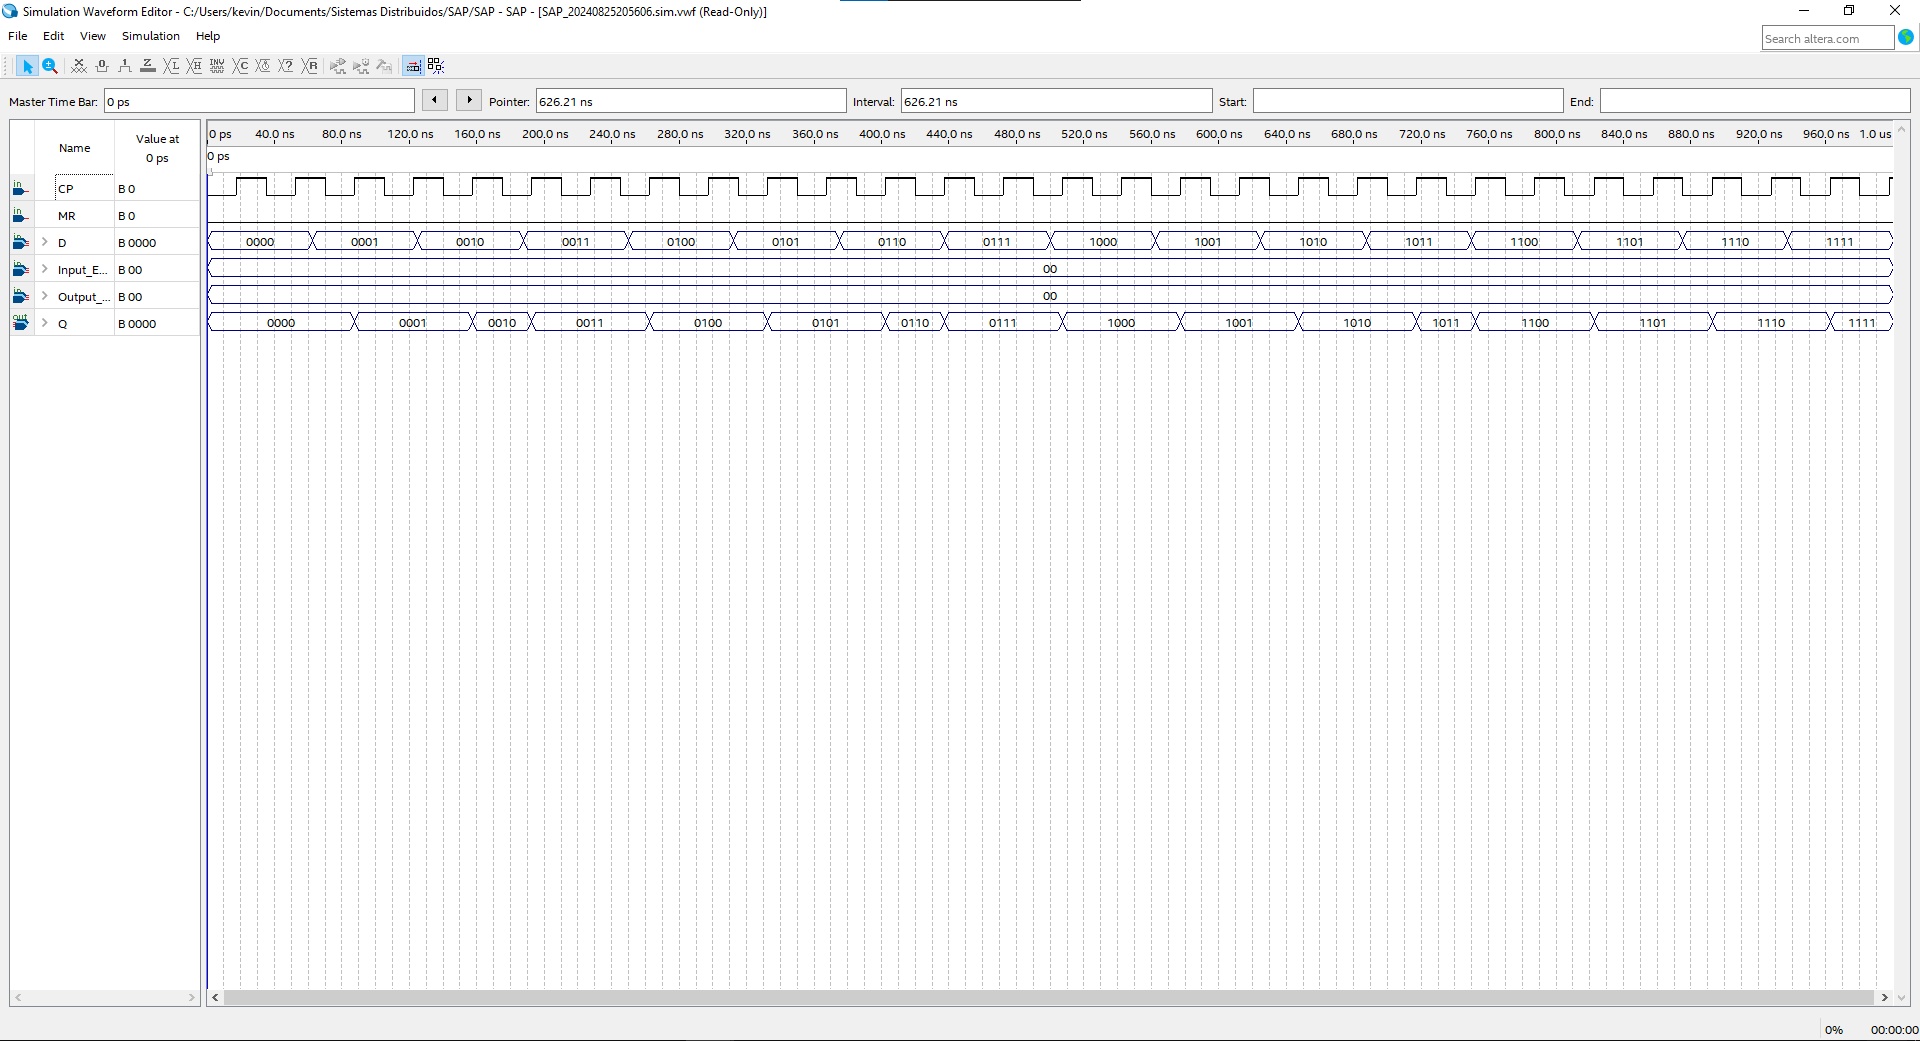 Simulation Waveform Editor - C:/Users/kevin/Documents/Sistemas Distribuidos/SAP/SAP - SAP - [SAP_20240825205606.sim.vwf (Read-Only)]
File Edit View Simulation Help
Search altera.com
Master Time Bar: 0 ps Pointer: 626.21 ns Interval: 626.21 ns Start: End:
Name Value at 0 ps
0 ps 40.0 ns 80.0 ns 120.0 ns 160.0 ns 200.0 ns 240.0 ns 280.0 ns 320.0 ns 360.0 ns 400.0 ns 440.0 ns 480.0 ns 520.0 ns 560.0 ns 600.0 ns 640.0 ns 680.0 ns 720.0 ns 760.0 ns 800.0 ns 840.0 ns 880.0 ns 920.0 ns 960.0 ns 1.0 us
0 ps
in CP B 0
in MR B 0
in D B 0000 0000 0001 0010 0011 0100 0101 0110 0111 1000 1001 1010 1011 1100 1101 1110 1111
in Input_E... B 00 00
in Output_... B 00 00
out Q B 0000 0000 0001 0010 0011 0100 0101 0110 0111 1000 1001 1010 1011 1100 1101 1110 1111
0% 00:00:00